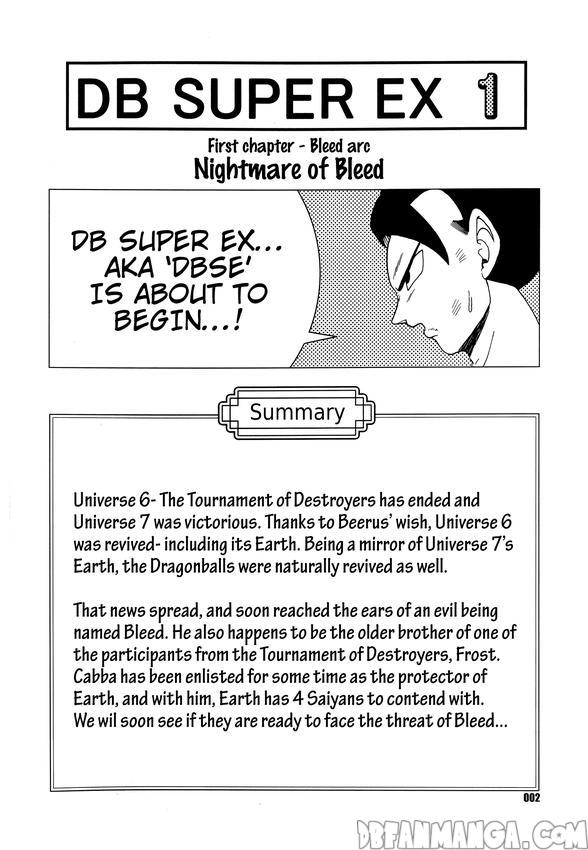 DB SUPER EX 1
First chapter - Bleed arc
Nightmare of Bleed
DB SUPER EX...
AKA 'DBSE'
IS ABOUT TO
BEGIN...!
Summary
Universe 6- The Tournament of Destroyers has ended and
Universe 7 was victorious. Thanks to Beerus' wish, Universe 6
was revived- including its Earth. Being a mirror of Universe 7's
Earth, the Dragonballs were naturally revived as well.
That news spread, and soon reached the ears of an evil being
named Bleed. He also happens to be the older brother of one of
the participants from the Tournament of Destroyers, Frost.
Cabba has been enlisted for some time as the protector of
Earth, and with him, Earth has 4 Saiyans to contend with.
We wil soon see if they are ready to face the threat of Bleed...
002
DBFANMANGA.COM